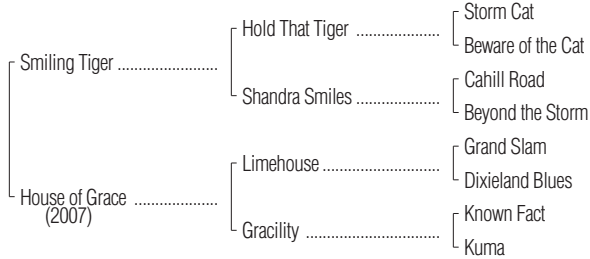 Storm Cat
Hold That Tiger ..................
Beware of the Cat
Smiling Tiger ......................
Cahill Road
Shandra Smiles ..................
Beyond the Storm
Grand Slam
Limehouse .........................
Dixieland Blues
House of Grace ..................
(2007)
Known Fact
Gracility .............................
Kuma